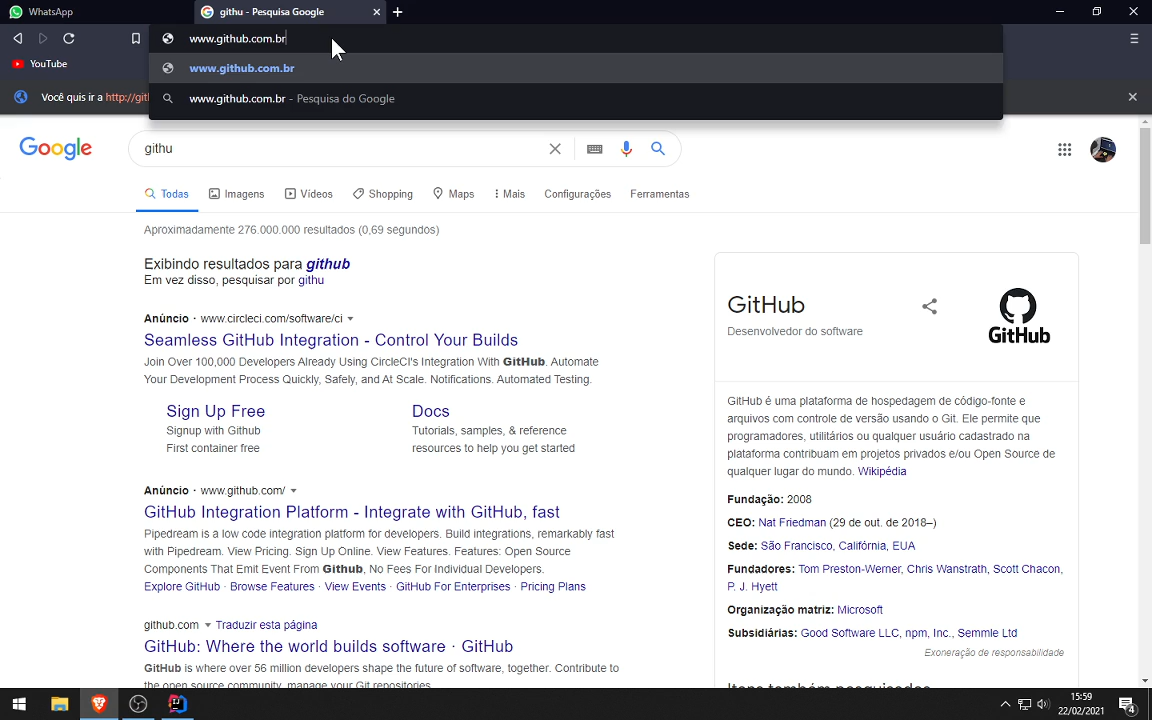 WhatsApp
githu - Pesquisa Google
www.github.com.br
YouTube
www.github.com.br
Você quis ir a http://git
www.github.com.br - Pesquisa do Google
Google
githu
Todas
Imagens
Vídeos
Shopping
Maps
Mais
Configurações
Ferramentas
Aproximadamente 276.000.000 resultados (0,69 segundos)
Exibindo resultados para github
Em vez disso, pesquisar por githu
Anúncio · www.circleci.com/software/ci
Seamless GitHub Integration - Control Your Builds
Join Over 100,000 Developers Already Using CircleCI's Integration With GitHub. Automate
Your Development Process Quickly, Safely, and At Scale. Notifications. Automated Testing.
Sign Up Free
Signup with Github
First container free
Docs
Tutorials, samples, & reference
resources to help you get started
Anúncio · www.github.com/
GitHub Integration Platform - Integrate with GitHub, fast
Pipedream is a low code integration platform for developers. Build integrations, remarkably fast
with Pipedream. View Pricing. Sign Up Online. View Features. Features: Open Source
Components That Emit Event From Github, No Fees For Individual Developers.
Explore GitHub · Browse Features · View Events · GitHub For Enterprises · Pricing Plans
github.com Traduzir esta página
GitHub: Where the world builds software · GitHub
GitHub is where over 56 million developers shape the future of software, together. Contribute to
the open source community, manage your Git repositories
GitHub
Desenvolvedor do software
GitHub
GitHub é uma plataforma de hospedagem de código-fonte e
arquivos com controle de versão usando o Git. Ele permite que
programadores, utilitários ou qualquer usuário cadastrado na
plataforma contribuam em projetos privados e/ou Open Source de
qualquer lugar do mundo. Wikipédia
Fundação: 2008
CEO: Nat Friedman (29 de out. de 2018–)
Sede: São Francisco, Califórnia, EUA
Fundadores: Tom Preston-Werner, Chris Wanstrath, Scott Chacon,
P. J. Hyett
Organização matriz: Microsoft
Subsidiárias: Good Software LLC, npm, Inc., Semmle Ltd
Exoneração de responsabilidade
Itens também pesquisados
15:59
22/02/2021
4